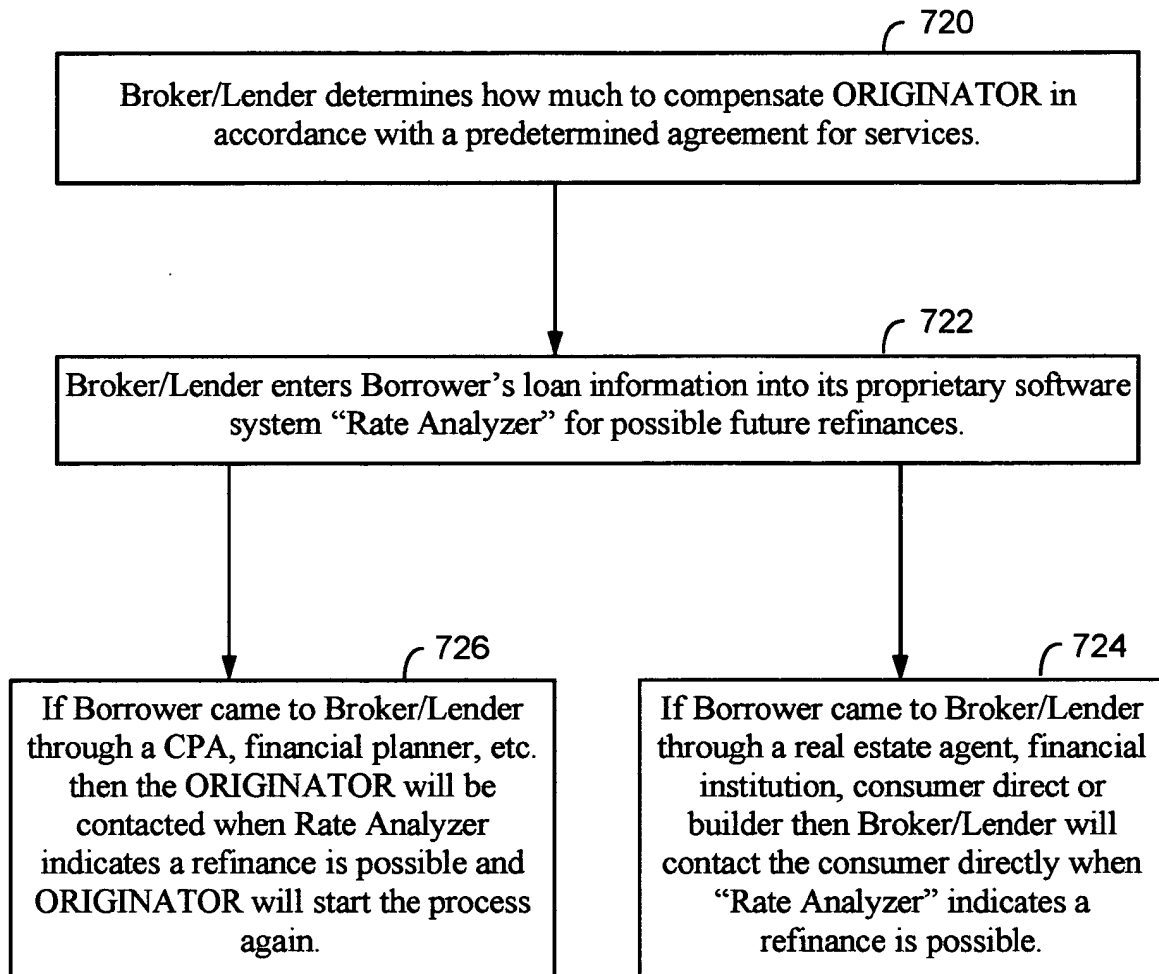 720
Broker/Lender determines how much to compensate ORIGINATOR in
accordance with a predetermined agreement for services.
722
Broker/Lender enters Borrower’s loan information into its proprietary software
system “Rate Analyzer” for possible future refinances.
726
If Borrower came to Broker/Lender
through a CPA, financial planner, etc.
then the ORIGINATOR will be
contacted when Rate Analyzer
indicates a refinance is possible and
ORIGINATOR will start the process
again.
724
If Borrower came to Broker/Lender
through a real estate agent, financial
institution, consumer direct or
builder then Broker/Lender will
contact the consumer directly when
“Rate Analyzer” indicates a
refinance is possible.